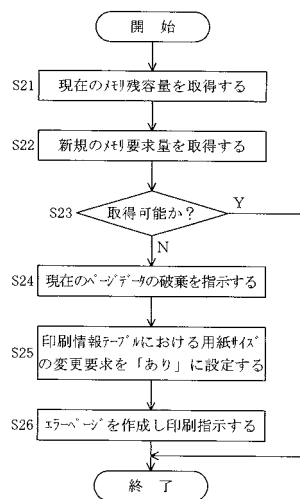 開　始
S21 現在のﾒﾓﾘ残容量を取得する
S22 新規のﾒﾓﾘ要求量を取得する
S23 取得可能か？ Y
N
S24 現在のﾍﾟｰｼﾞﾃﾞｰﾀの破棄を指示する
印刷情報ﾃｰﾌﾞﾙにおける用紙ｻｲｽﾞ
S25 の変更要求を「あり」に設定する
S26 ｴﾗｰﾍﾟｰｼﾞを作成し印刷指示する
終　了